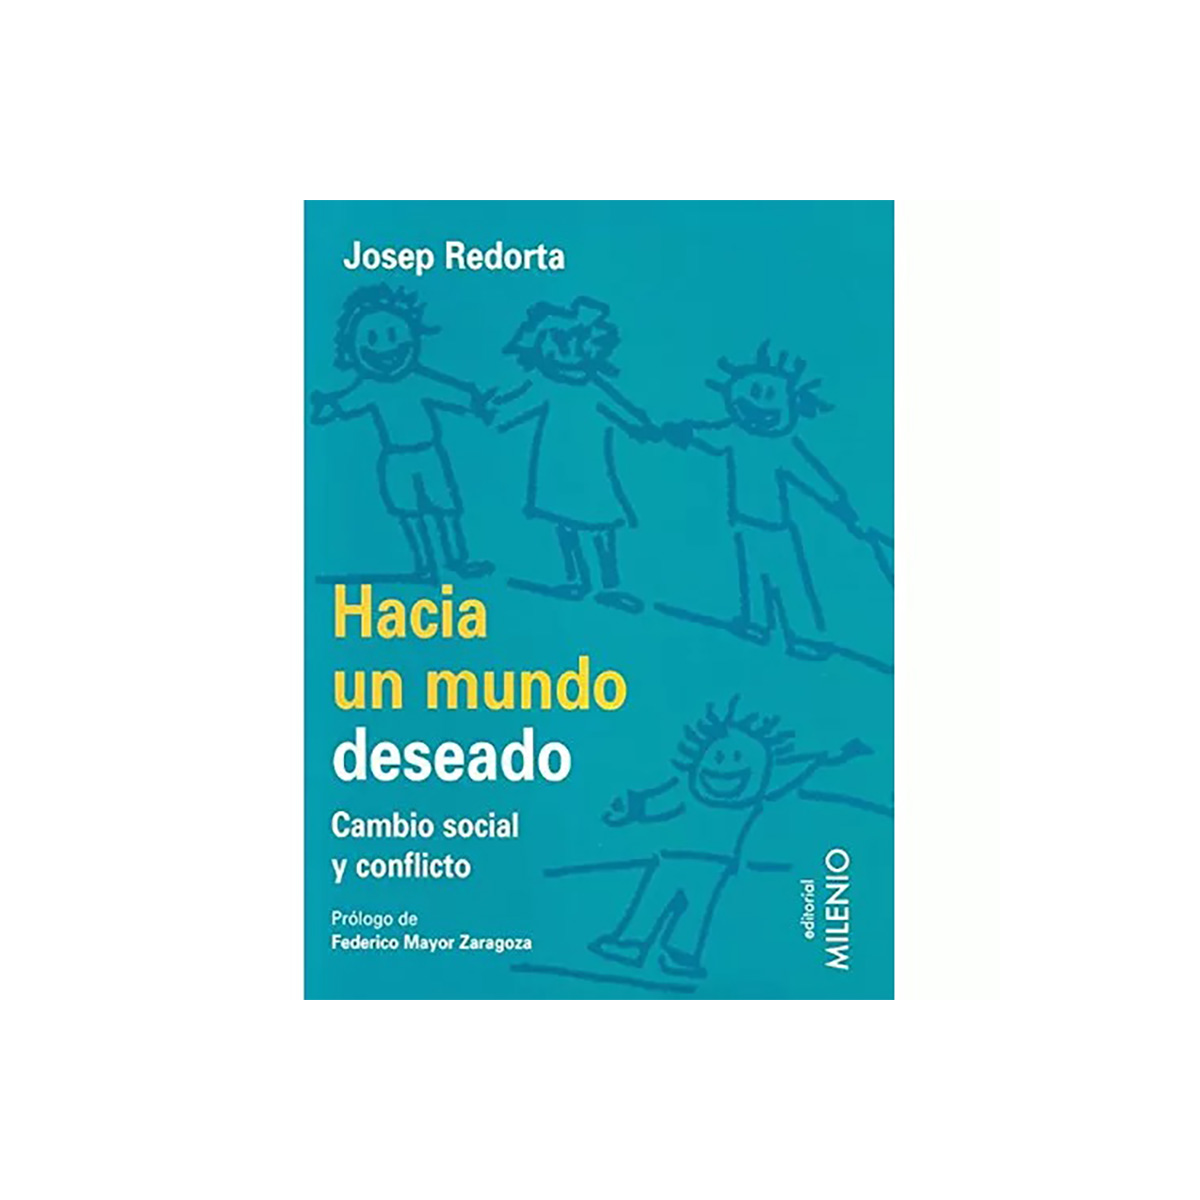 Josep Redorta
Hacia
un mundo
deseado
Cambio social
y conflicto
Prólogo de
Federico Mayor Zaragoza
editorial
MILENIO